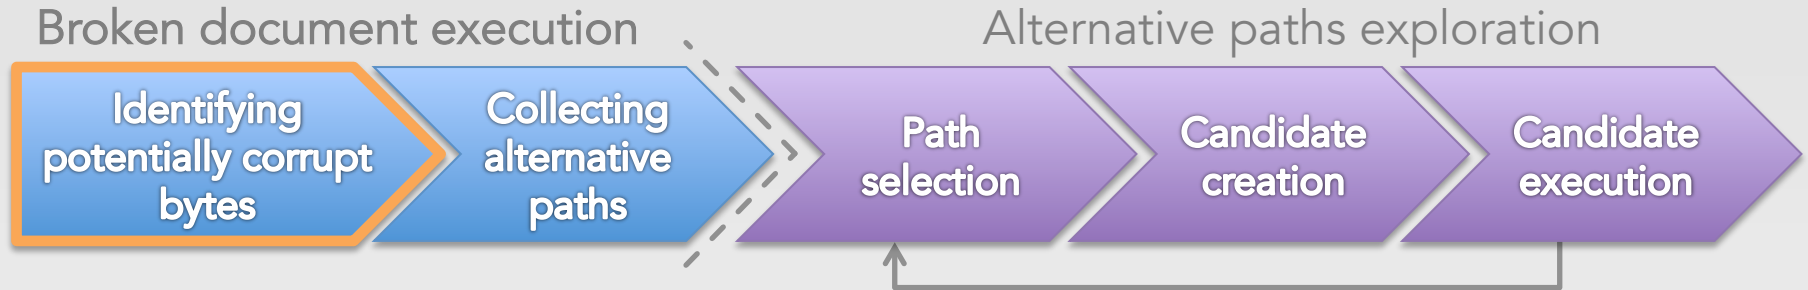 Broken document execution
Alternative paths exploration
Identifying
potentially corrupt
bytes
Collecting
alternative
paths
Path
selection
Candidate
creation
Candidate
execution